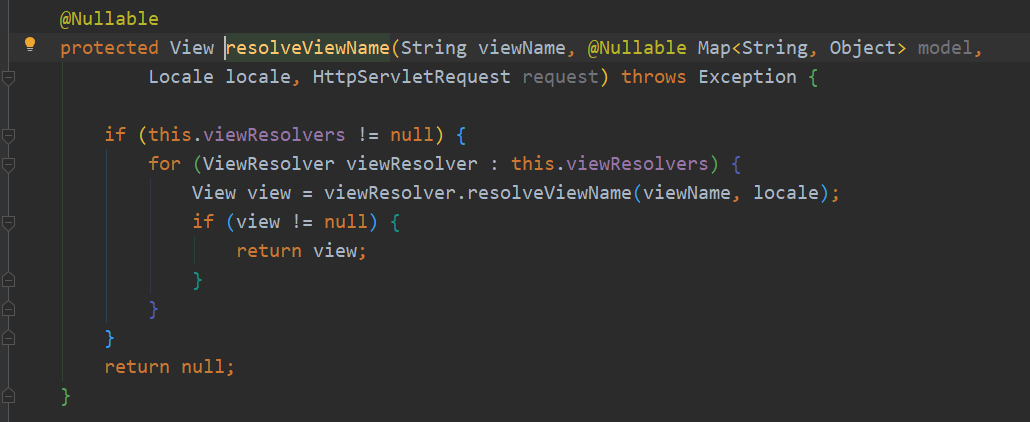 @Nullable
protected View resolveViewName(String viewName, @Nullable Map<String, Object> model,
        Locale locale, HttpServletRequest request) throws Exception {
    if (this.viewResolvers != null) {
        for (ViewResolver viewResolver : this.viewResolvers) {
            View view = viewResolver.resolveViewName(viewName, locale);
            if (view != null) {
                return view;
            }
        }
    }
    return null;
}